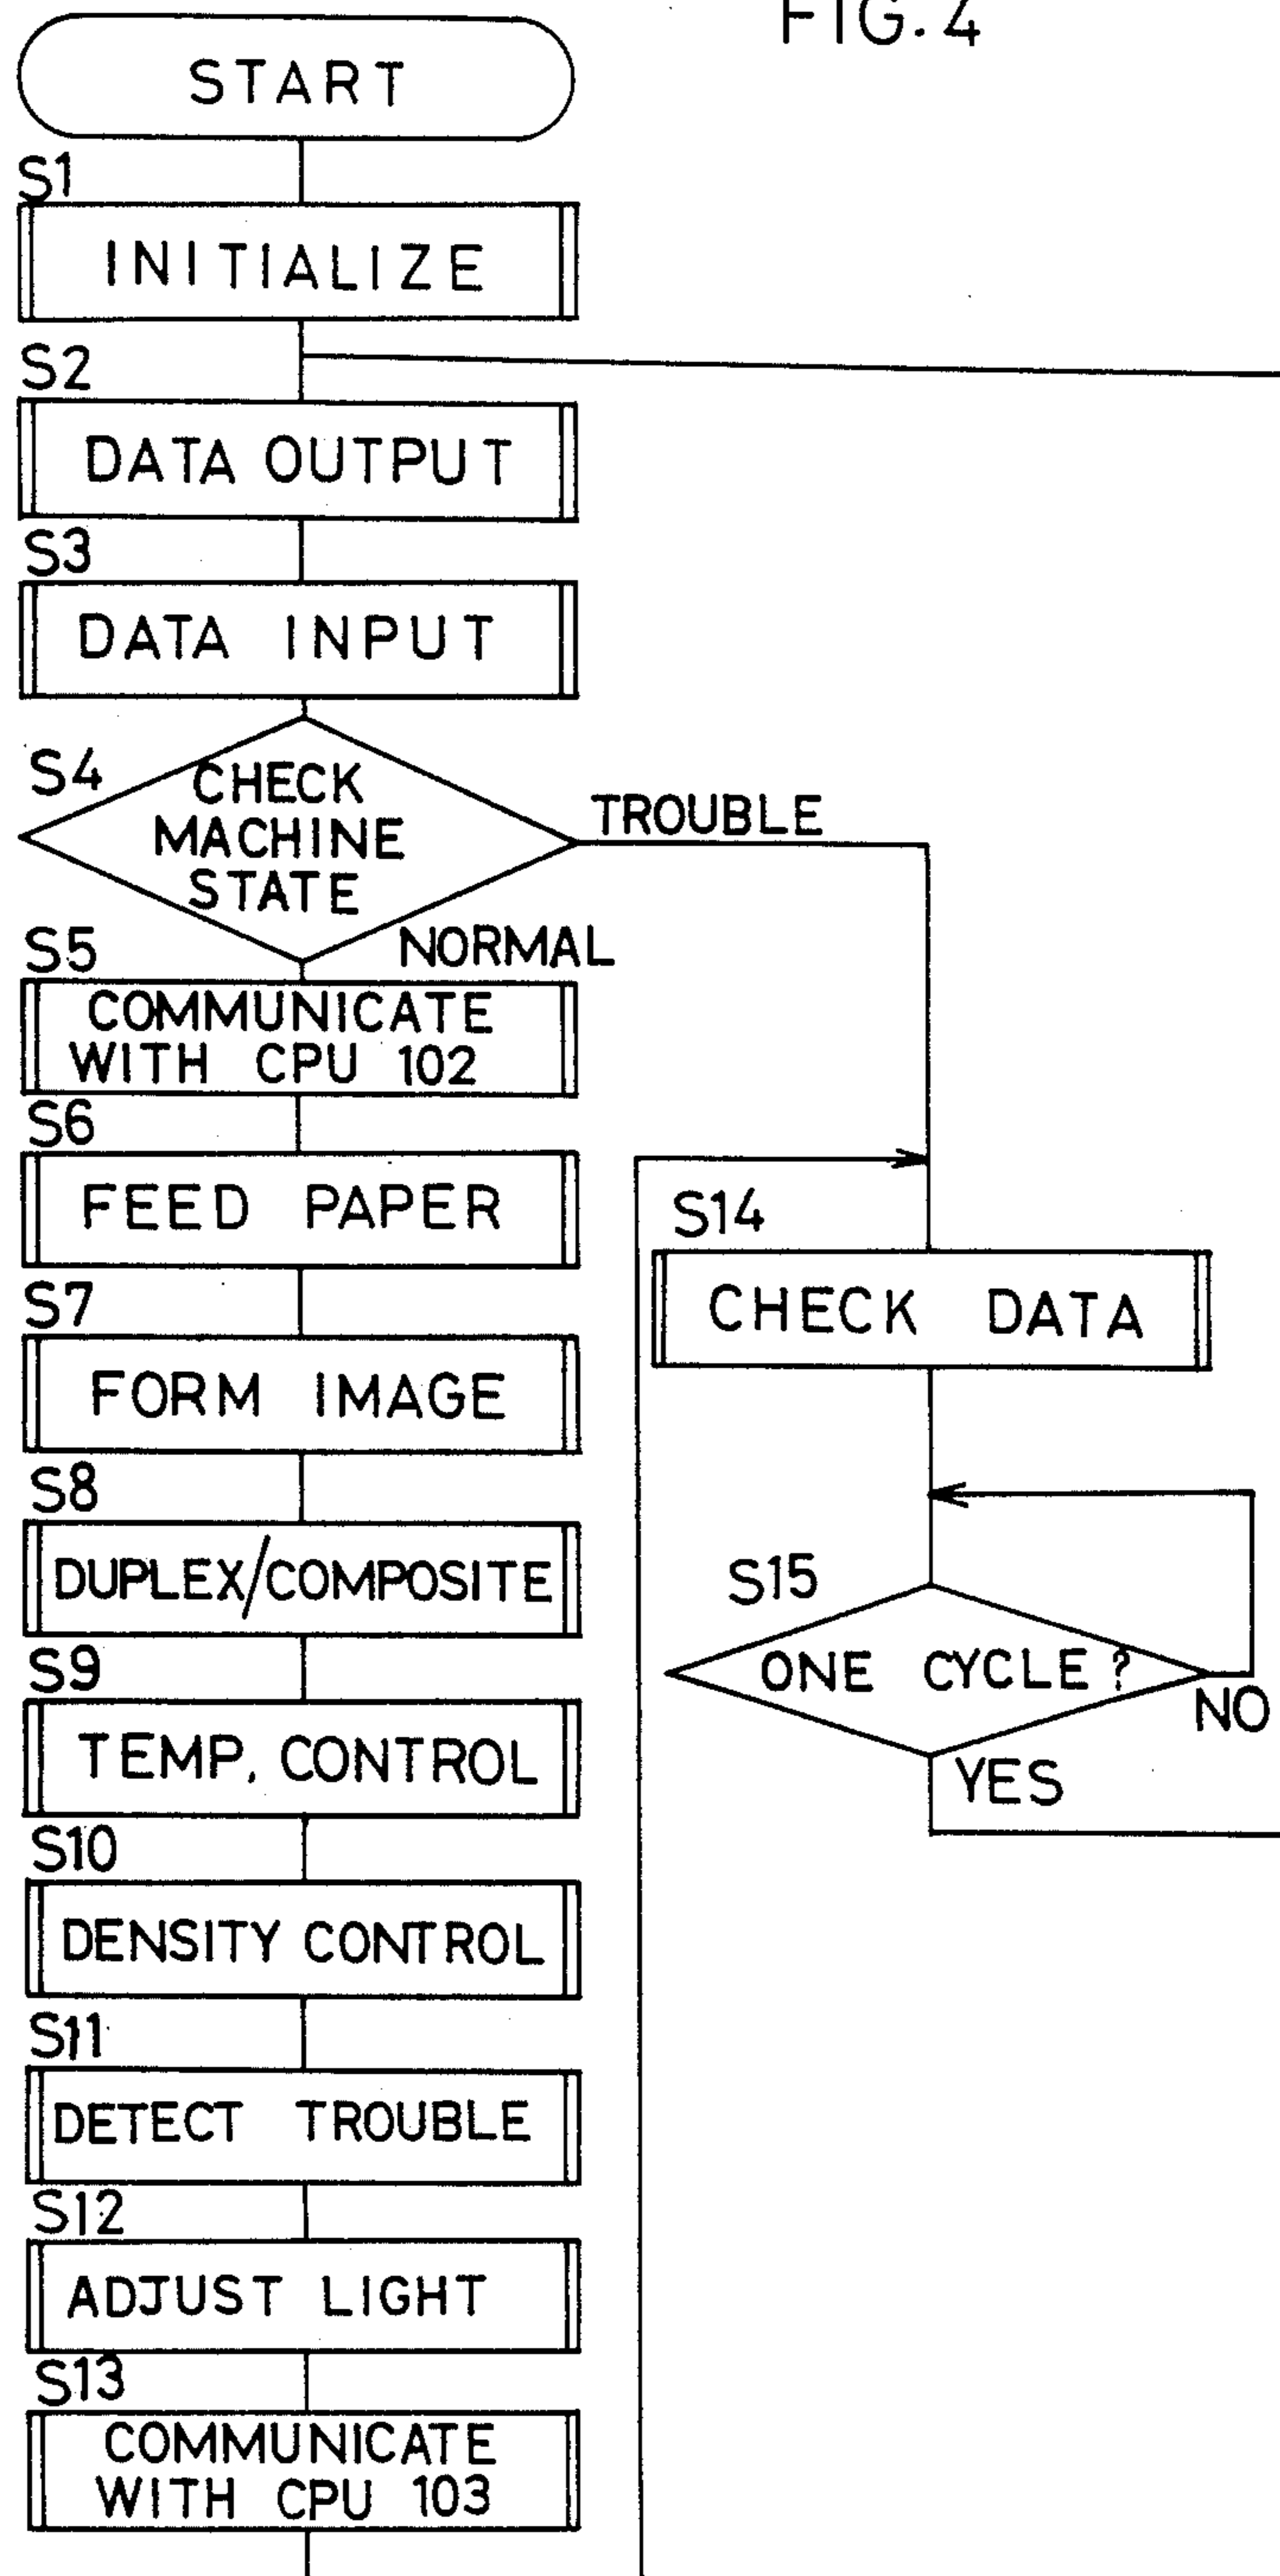 FIG. 4
START
S1
INITIALIZE
S2
DATA OUTPUT
S3
DATA INPUT
S4
CHECK
MACHINE
STATE
TROUBLE
NORMAL
S5
COMMUNICATE
WITH CPU 102
S6
FEED PAPER
S7
FORM IMAGE
S8
DUPLEX/COMPOSITE
S9
TEMP. CONTROL
S10
DENSITY CONTROL
S11
DETECT TROUBLE
S12
ADJUST LIGHT
S13
COMMUNICATE
WITH CPU 103
S14
CHECK DATA
S15
ONE CYCLE?
NO
YES